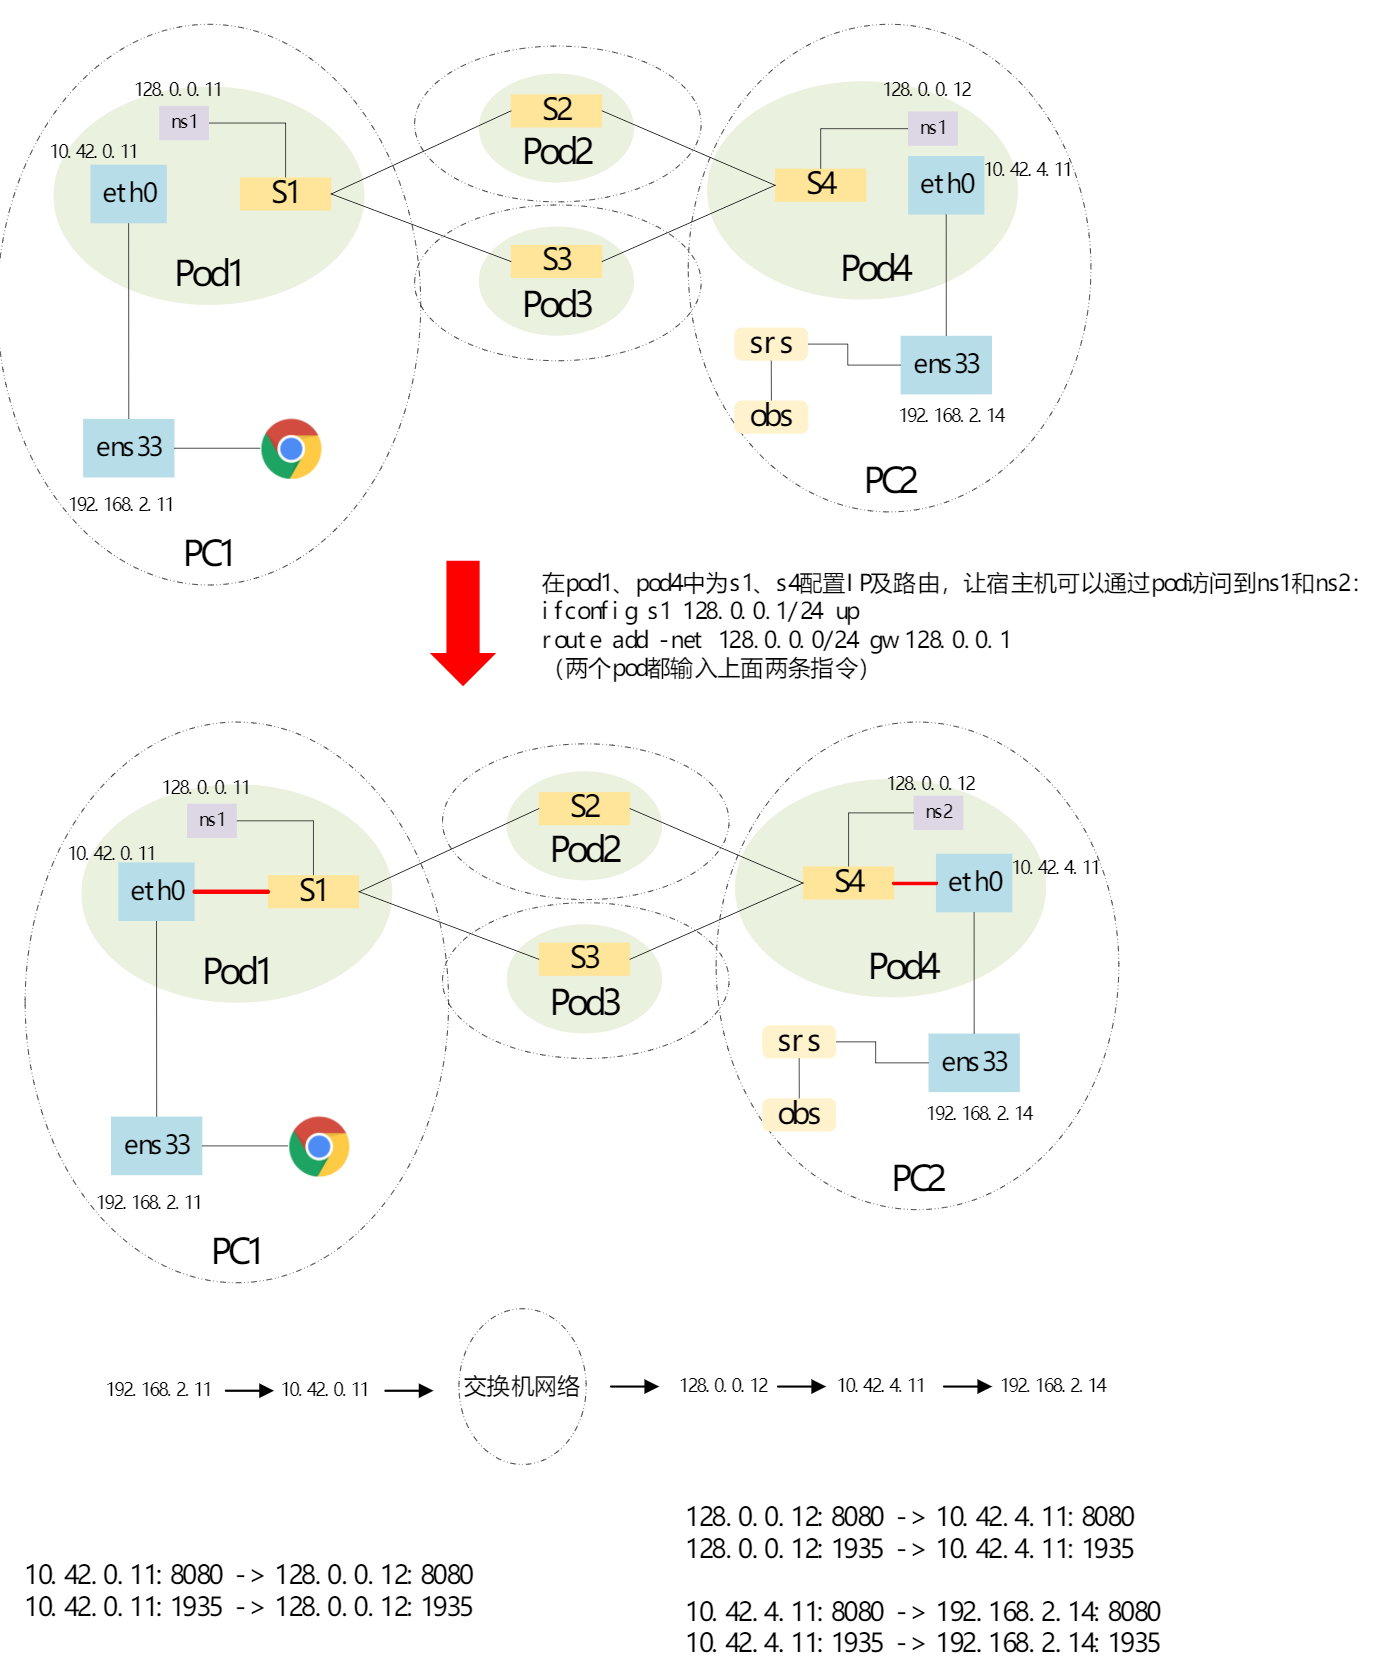 128.0.0.11
ns1
10.42.0.11
eth0
S1
Pod1
ens33
192.168.2.11
PC1
S2
Pod2
S3
Pod3
128.0.0.12
ns1
S4
eth0
10.42.4.11
Pod4
srs
obs
ens33
192.168.2.14
PC2
在pod1、pod4中为s1、s4配置IP及路由，让宿主机可以通过pod访问到ns1和ns2：
ifconfig s1 128.0.0.1/24 up
route add -net 128.0.0.0/24 gw 128.0.0.1
（两个pod都输入上面两条指令）
128.0.0.11
ns1
10.42.0.11
eth0
S1
Pod1
ens33
192.168.2.11
PC1
S2
Pod2
S3
Pod3
128.0.0.12
ns2
S4
eth0
10.42.4.11
Pod4
srs
obs
ens33
192.168.2.14
PC2
192.168.2.11
10.42.0.11
交换机网络
128.0.0.12
10.42.4.11
192.168.2.14
10.42.0.11:8080 -> 128.0.0.12:8080
10.42.0.11:1935 -> 128.0.0.12:1935
128.0.0.12:8080 -> 10.42.4.11:8080
128.0.0.12:1935 -> 10.42.4.11:1935
10.42.4.11:8080 -> 192.168.2.14:8080
10.42.4.11:1935 -> 192.168.2.14:1935